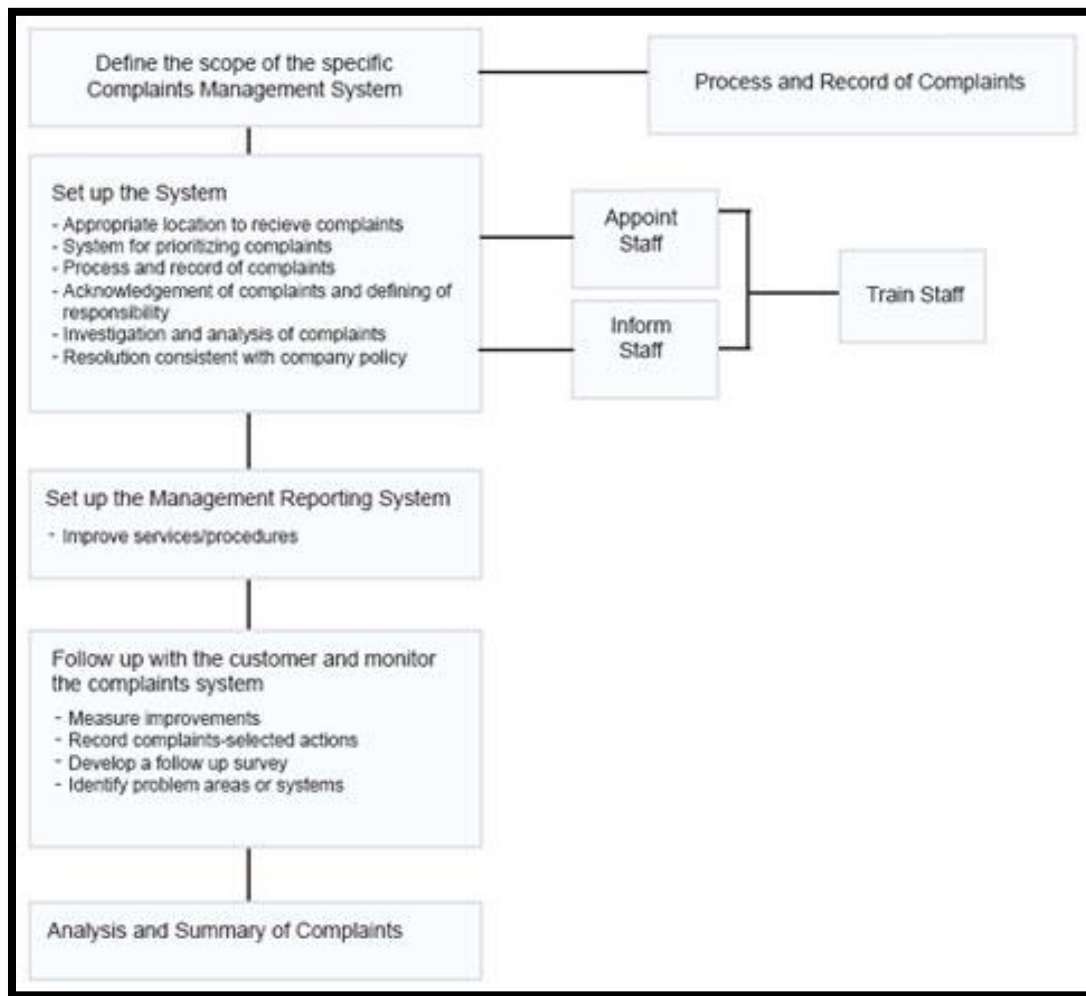 Define the scope of the specific
Complaints Management System
Process and Record of Complaints
Set up the System
- Appropriate location to recieve complaints
- System for prioritizing complaints
- Process and record of complaints
- Acknowledgement of complaints and defining of
responsibility
- Investigation and analysis of complaints
- Resolution consistent with company policy
Appoint
Staff
Inform
Staff
Train Staff
Set up the Management Reporting System
- Improve services/procedures
Follow up with the customer and monitor
the complaints system
- Measure improvements
- Record complaints-selected actions
- Develop a follow up survey
- Identify problem areas or systems
Analysis and Summary of Complaints